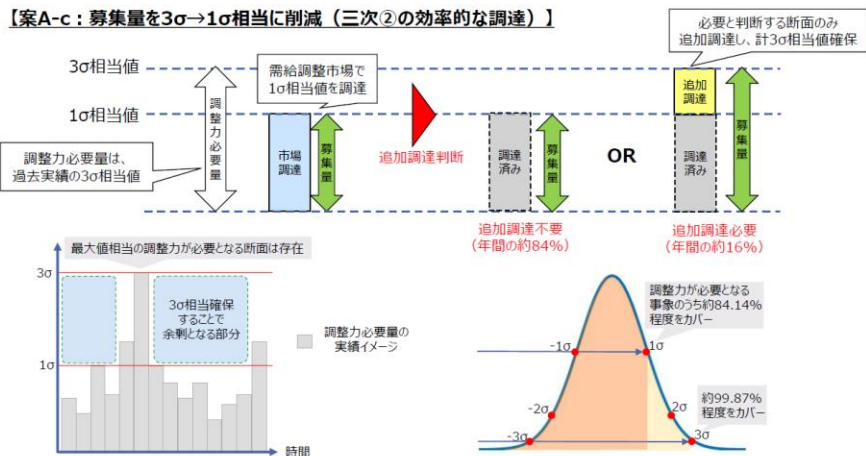 【案A-c：募集量を3σ→1σ相当に削減（三次②の効率的な調達）】
必要と判断する断面のみ
追加調達し、計3σ相当値確保
3σ相当値
需給調整市場で
1σ相当値を調達
追加
調達
1σ相当値
調整力必要量
市場
調達
募集量
追加調達判断
調達
済み
募集量
OR
調達
済み
募集量
調整力必要量は、
過去実績の3σ相当値
追加調達不要
（年間の約84%）
追加調達必要
（年間の約16%）
最大値相当の調整力が必要となる断面は存在
3σ
3σ相当確保
することで
余剰となる部分
調整力必要量の
実績イメージ
1σ
時間
調整力が必要となる
事象のうち約84.14%
程度をカバー
-1σ
1σ
約99.87%
程度をカバー
-2σ
2σ
-3σ
3σ